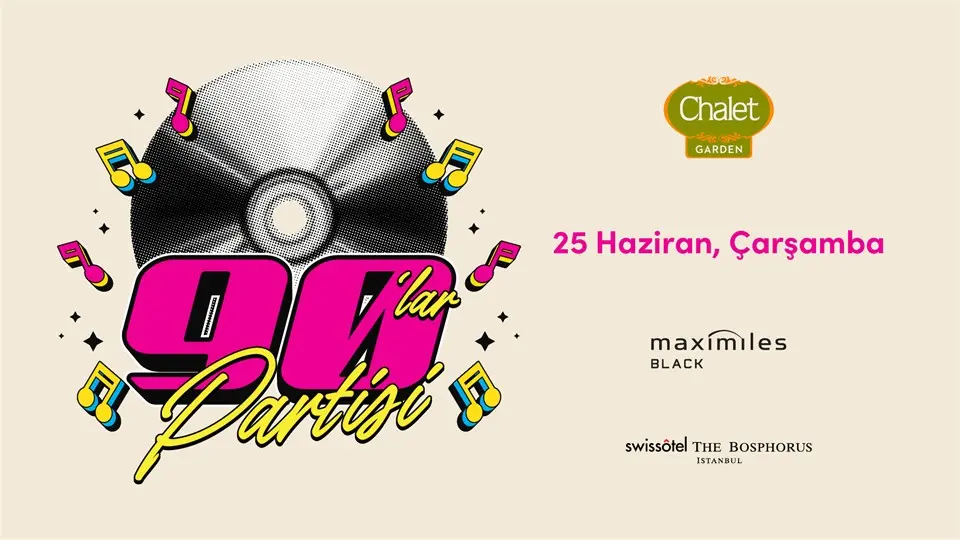 90'lar
Partisi
Chalet
GARDEN
25 Haziran, Çarşamba
maximiles
BLACK
swissôtel THE BOSPHORUS
ISTANBUL